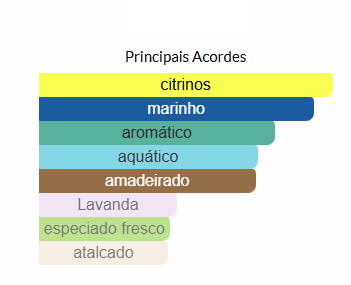 Principais Acordes
citrinos
marinho
aromático
aquático
amadeirado
Lavanda
especiado fresco
atalcado